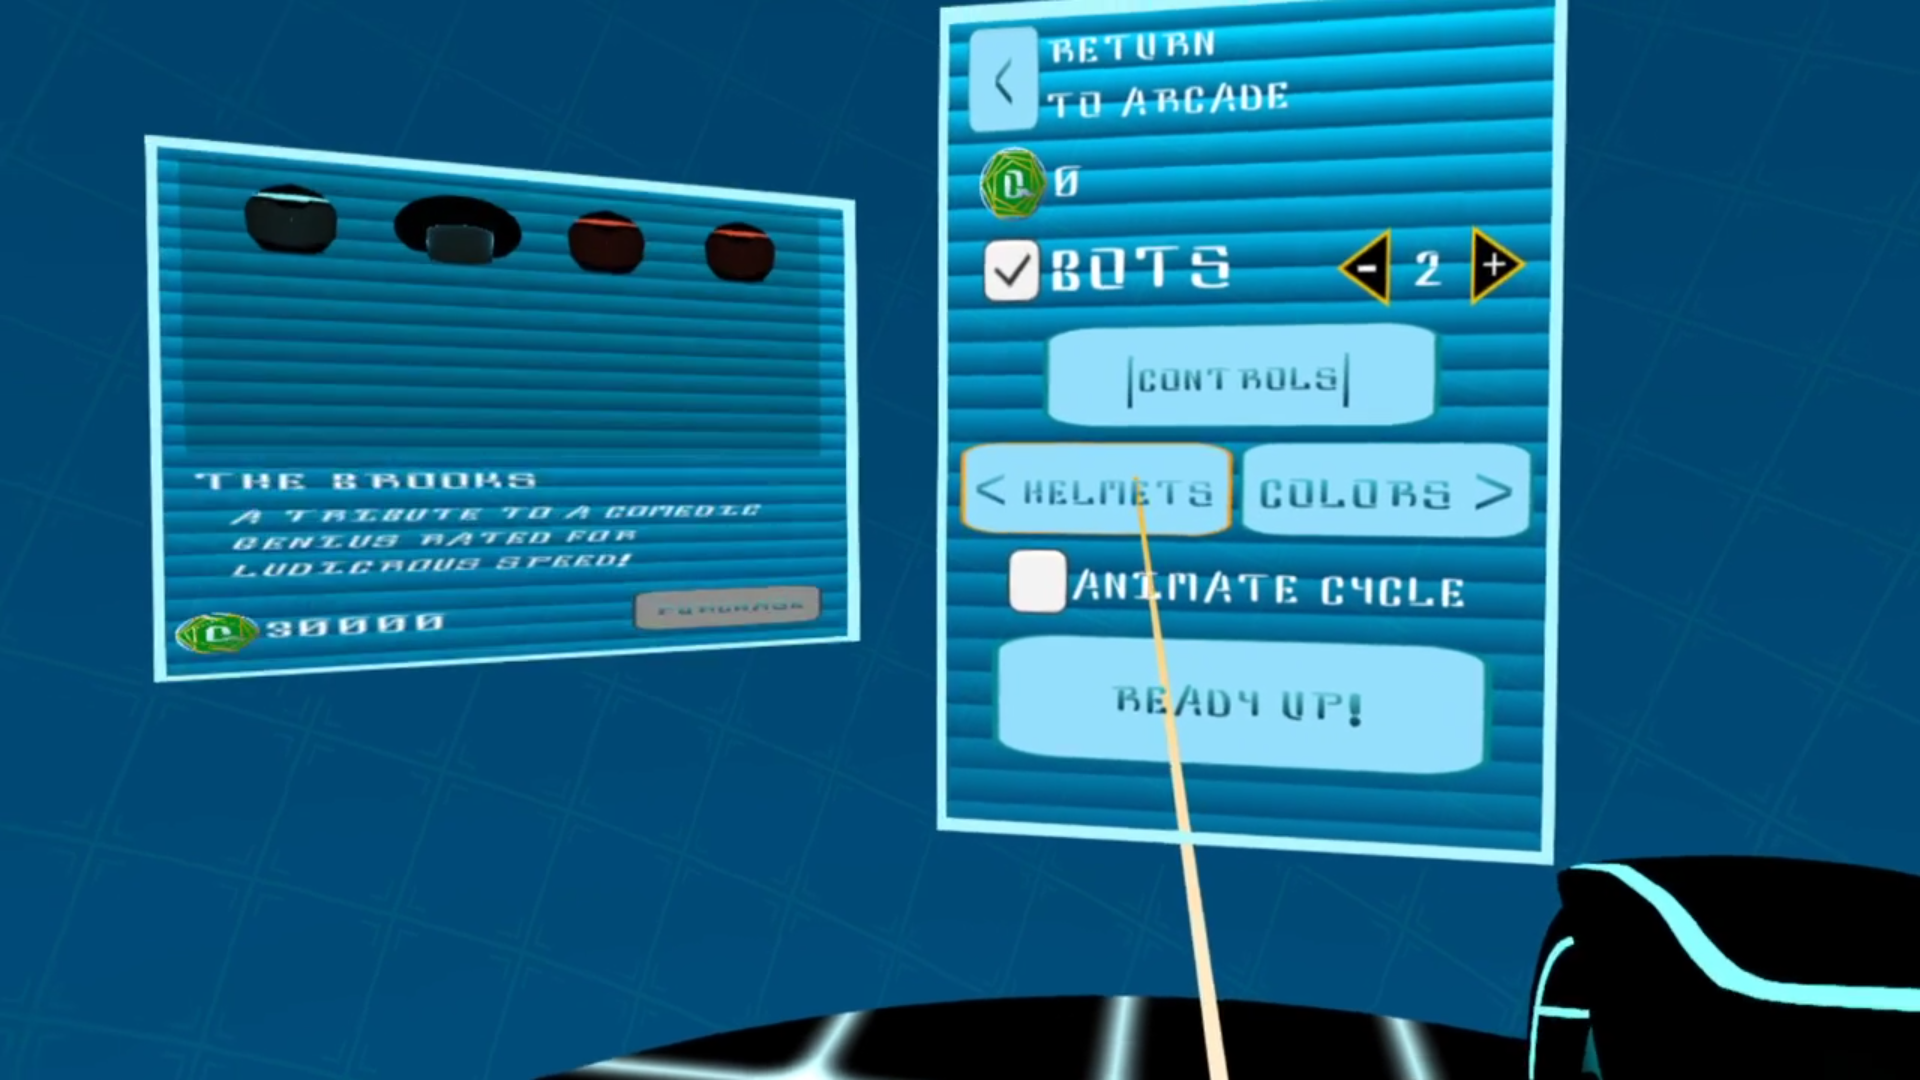 THE BROOKS
A TRIBUTE TO A COMEDIC
GENIUS RATED FOR
LUDICROUS SPEED!
30000
PURCHASE
< RETURN
TO ARCADE
0
BOTS - 2 +
|CONTROLS|
< HELMETS
COLORS >
ANIMATE CYCLE
READY UP!